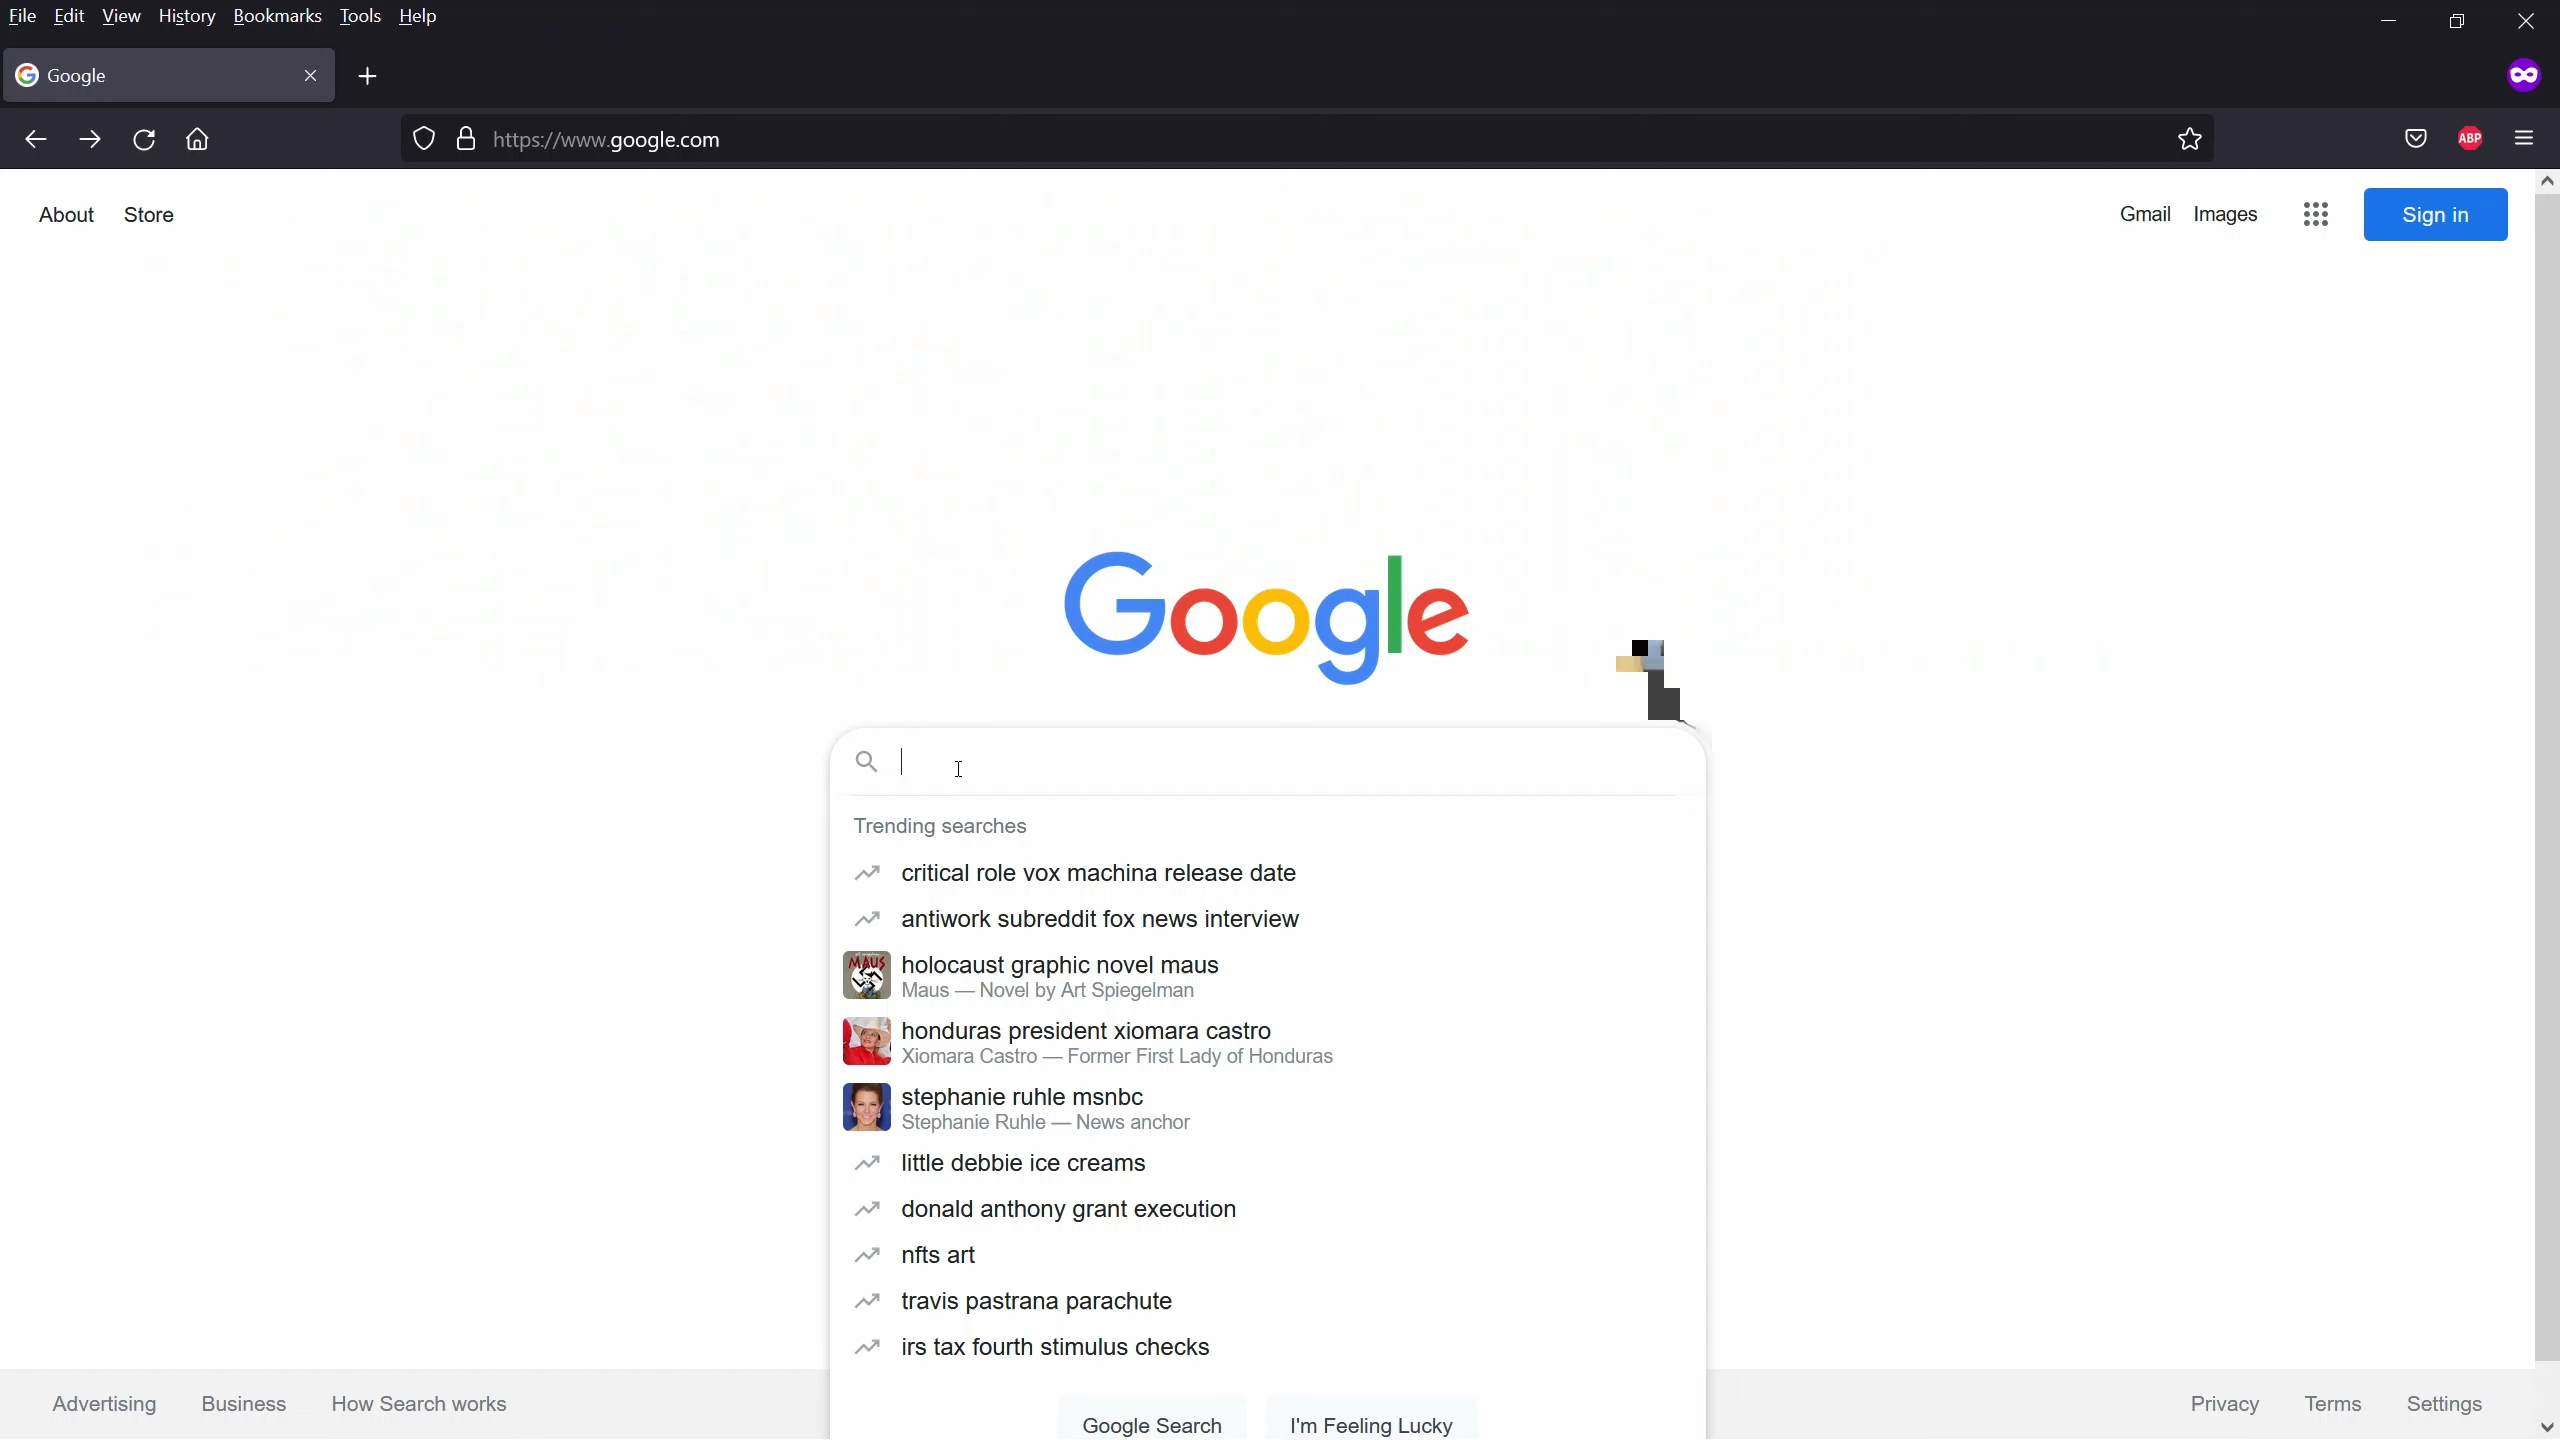 File Edit View History Bookmarks Tools Help
Google
https://www.google.com
ABP
About Store
Gmail Images Sign in
Google
Trending searches
critical role vox machina release date
antiwork subreddit fox news interview
MAUS
holocaust graphic novel maus
Maus — Novel by Art Spiegelman
honduras president xiomara castro
Xiomara Castro — Former First Lady of Honduras
stephanie ruhle msnbc
Stephanie Ruhle — News anchor
little debbie ice creams
donald anthony grant execution
nfts art
travis pastrana parachute
irs tax fourth stimulus checks
Advertising Business How Search works
Privacy Terms Settings
Google Search I'm Feeling Lucky